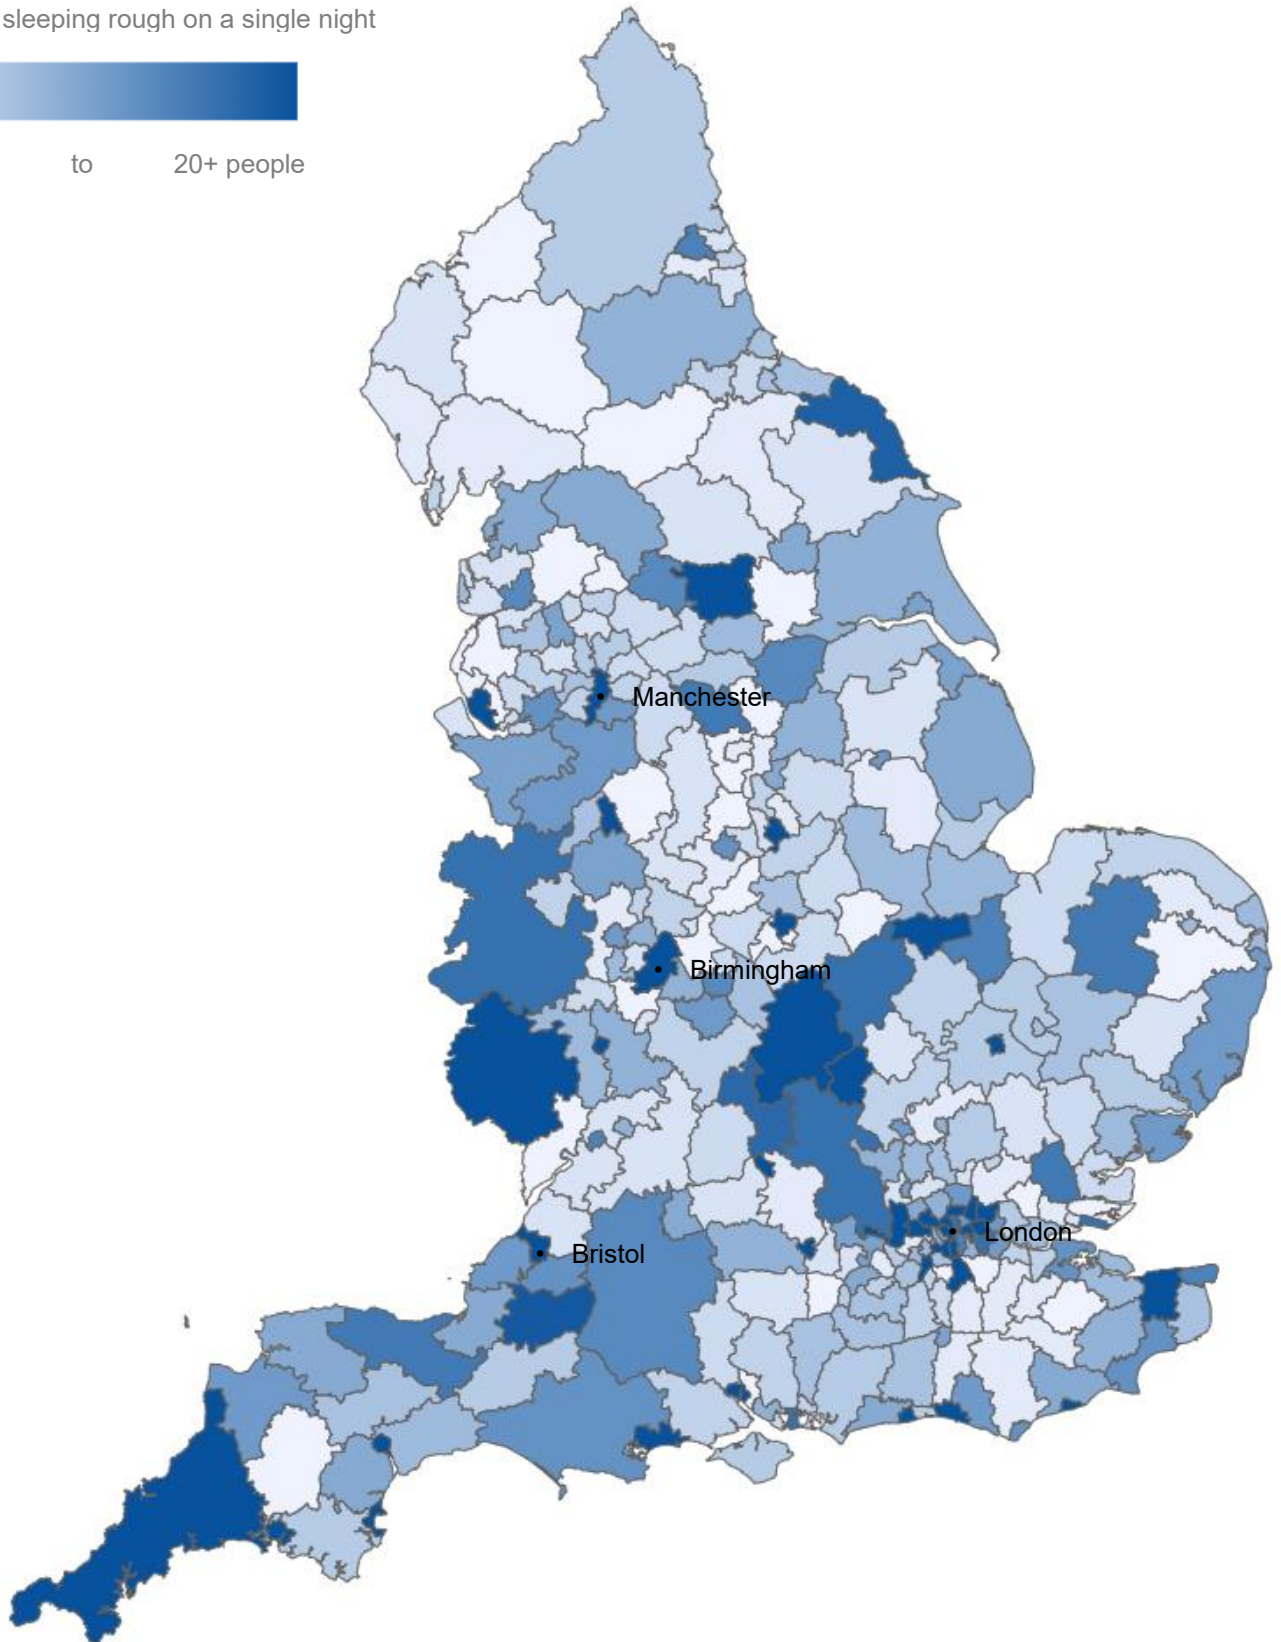 sleeping rough on a single night
to 20+ people
Manchester
Birmingham
London
Bristol